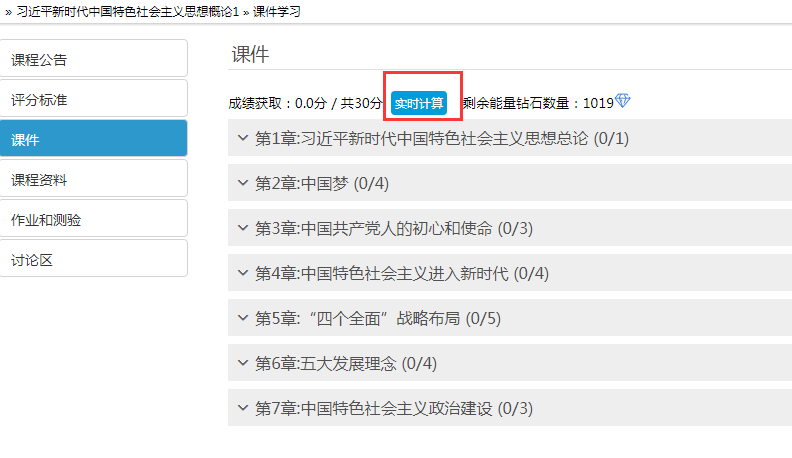 » 习近平新时代中国特色社会主义思想概论1 » 课件学习
课程公告
评分标准
课件
课程资料
作业和测验
讨论区
课件
成绩获取：0.0分 / 共30分 实时计算 剩余能量钻石数量：1019
第1章:习近平新时代中国特色社会主义思想总论 (0/1)
第2章:中国梦 (0/4)
第3章:中国共产党人的初心和使命 (0/3)
第4章:中国特色社会主义进入新时代 (0/4)
第5章:“四个全面”战略布局 (0/5)
第6章:五大发展理念 (0/4)
第7章:中国特色社会主义政治建设 (0/3)